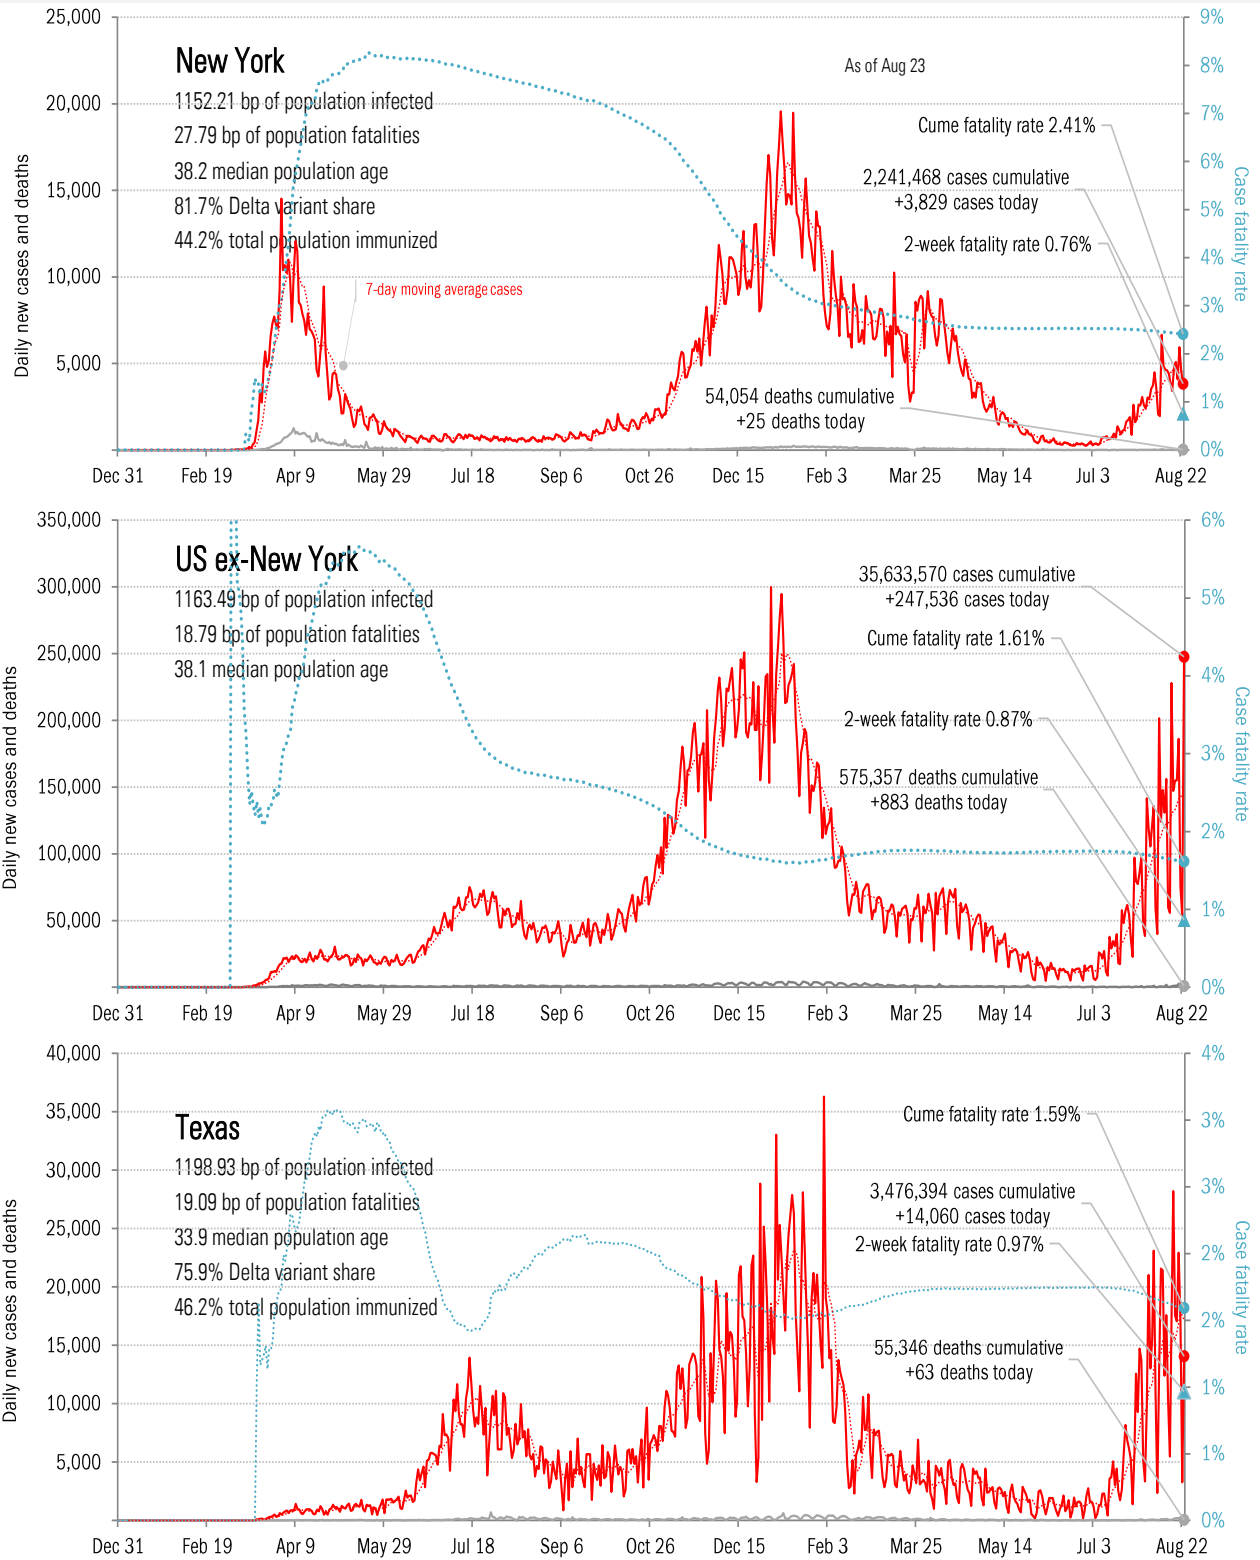 25,000
9%
New York
As of Aug 23
8%
1152.21 bp of population infected
20,000
7%
27.79 bp of population fatalities
Cume fatality rate 2.41%
38.2 median population age
6%
15,000
2,241,468 cases cumulative
+3,829 cases today
81.7% Delta variant share
5%
44.2% total population immunized
2-week fatality rate 0.76%
4%
10,000
7-day moving average cases
3%
5,000
2%
54,054 deaths cumulative
+25 deaths today
1%
0%
Daily new cases and deaths
Case fatality rate
Dec 31 Feb 19 Apr 9 May 29 Jul 18 Sep 6 Oct 26 Dec 15 Feb 3 Mar 25 May 14 Jul 3 Aug 22
350,000
6%
US ex-New York
300,000
35,633,570 cases cumulative
+247,536 cases today
1163.49 bp of population infected
5%
18.79 bp of population fatalities
Cume fatality rate 1.61%
250,000
38.1 median population age
4%
200,000
2-week fatality rate 0.87%
3%
150,000
575,357 deaths cumulative
+883 deaths today
2%
100,000
50,000
1%
0%
Daily new cases and deaths
Case fatality rate
Dec 31 Feb 19 Apr 9 May 29 Jul 18 Sep 6 Oct 26 Dec 15 Feb 3 Mar 25 May 14 Jul 3 Aug 22
40,000
4%
35,000
Cume fatality rate 1.59%
3%
Texas
30,000
1198.93 bp of population infected
3%
19.09 bp of population fatalities
3,476,394 cases cumulative
+14,060 cases today
25,000
33.9 median population age
2-week fatality rate 0.97%
2%
75.9% Delta variant share
20,000
46.2% total population immunized
2%
15,000
55,346 deaths cumulative
+63 deaths today
1%
10,000
5,000
1%
0%
Daily new cases and deaths
Case fatality rate
Dec 31 Feb 19 Apr 9 May 29 Jul 18 Sep 6 Oct 26 Dec 15 Feb 3 Mar 25 May 14 Jul 3 Aug 22